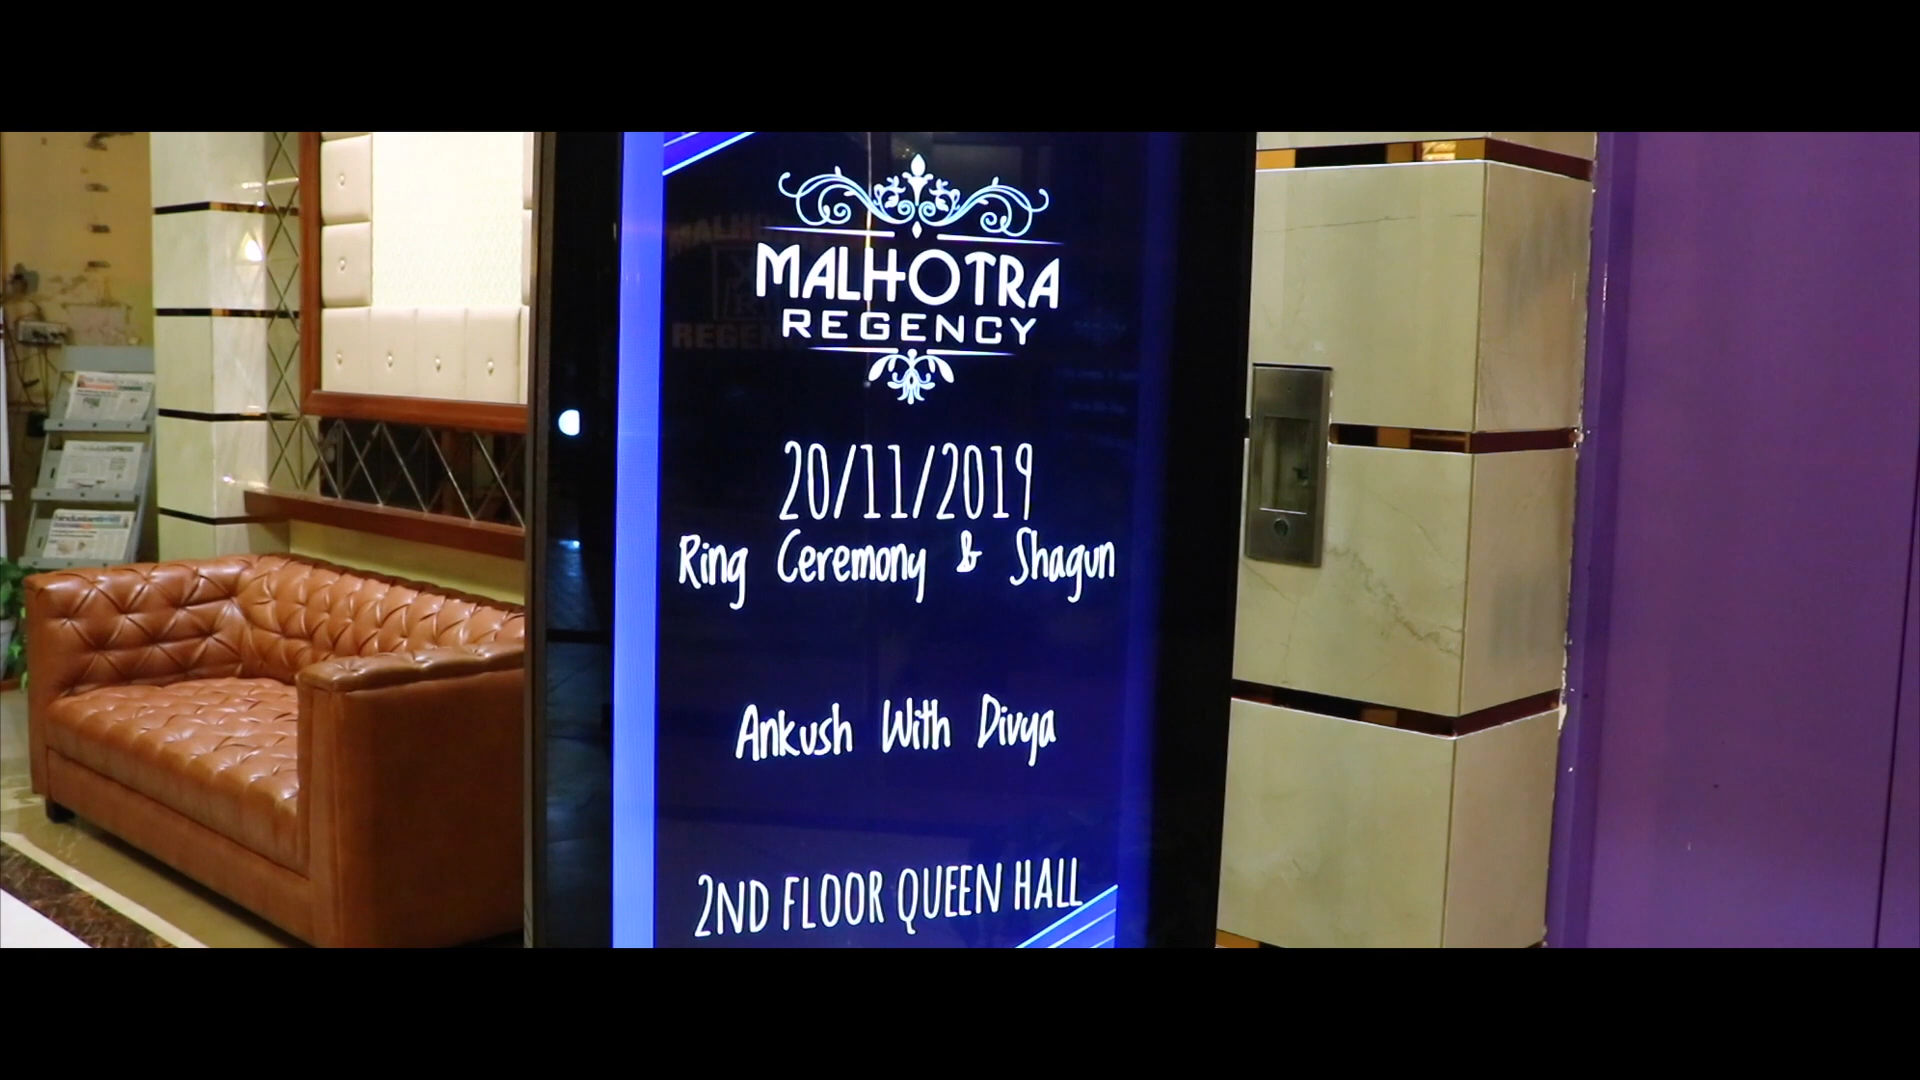 MALHOTRA
REGENCY
20/11/2019
Ring Ceremony & Shagun
Ankush With Divya
2ND FLOOR QUEEN HALL